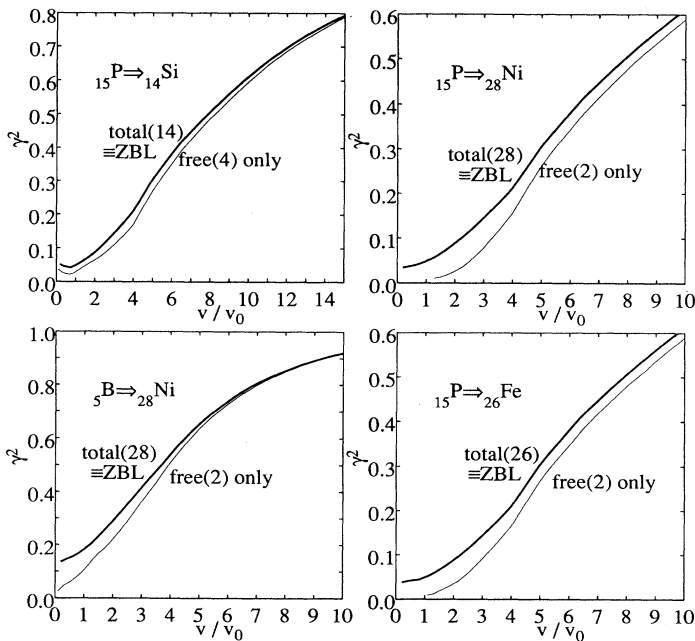 0.8
0.7
0.6
0.5
0.4
0.3
0.2
0.1
0.0
γ²
₁₅P⇒₁₄Si
total(14)
≡ZBL
free(4) only
0 2 4 6 8 10 12 14
v / v₀
0.6
0.5
0.4
0.3
0.2
0.1
0.0
γ²
₁₅P⇒₂₈Ni
total(28)
≡ZBL
free(2) only
0 1 2 3 4 5 6 7 8 9 10
v / v₀
1.0
0.8
0.6
0.4
0.2
0.0
γ²
₅B⇒₂₈Ni
total(28)
≡ZBL
free(2) only
0 1 2 3 4 5 6 7 8 9 10
v / v₀
0.6
0.5
0.4
0.3
0.2
0.1
0.0
γ²
₁₅P⇒₂₆Fe
total(26)
≡ZBL
free(2) only
0 1 2 3 4 5 6 7 8 9 10
v / v₀